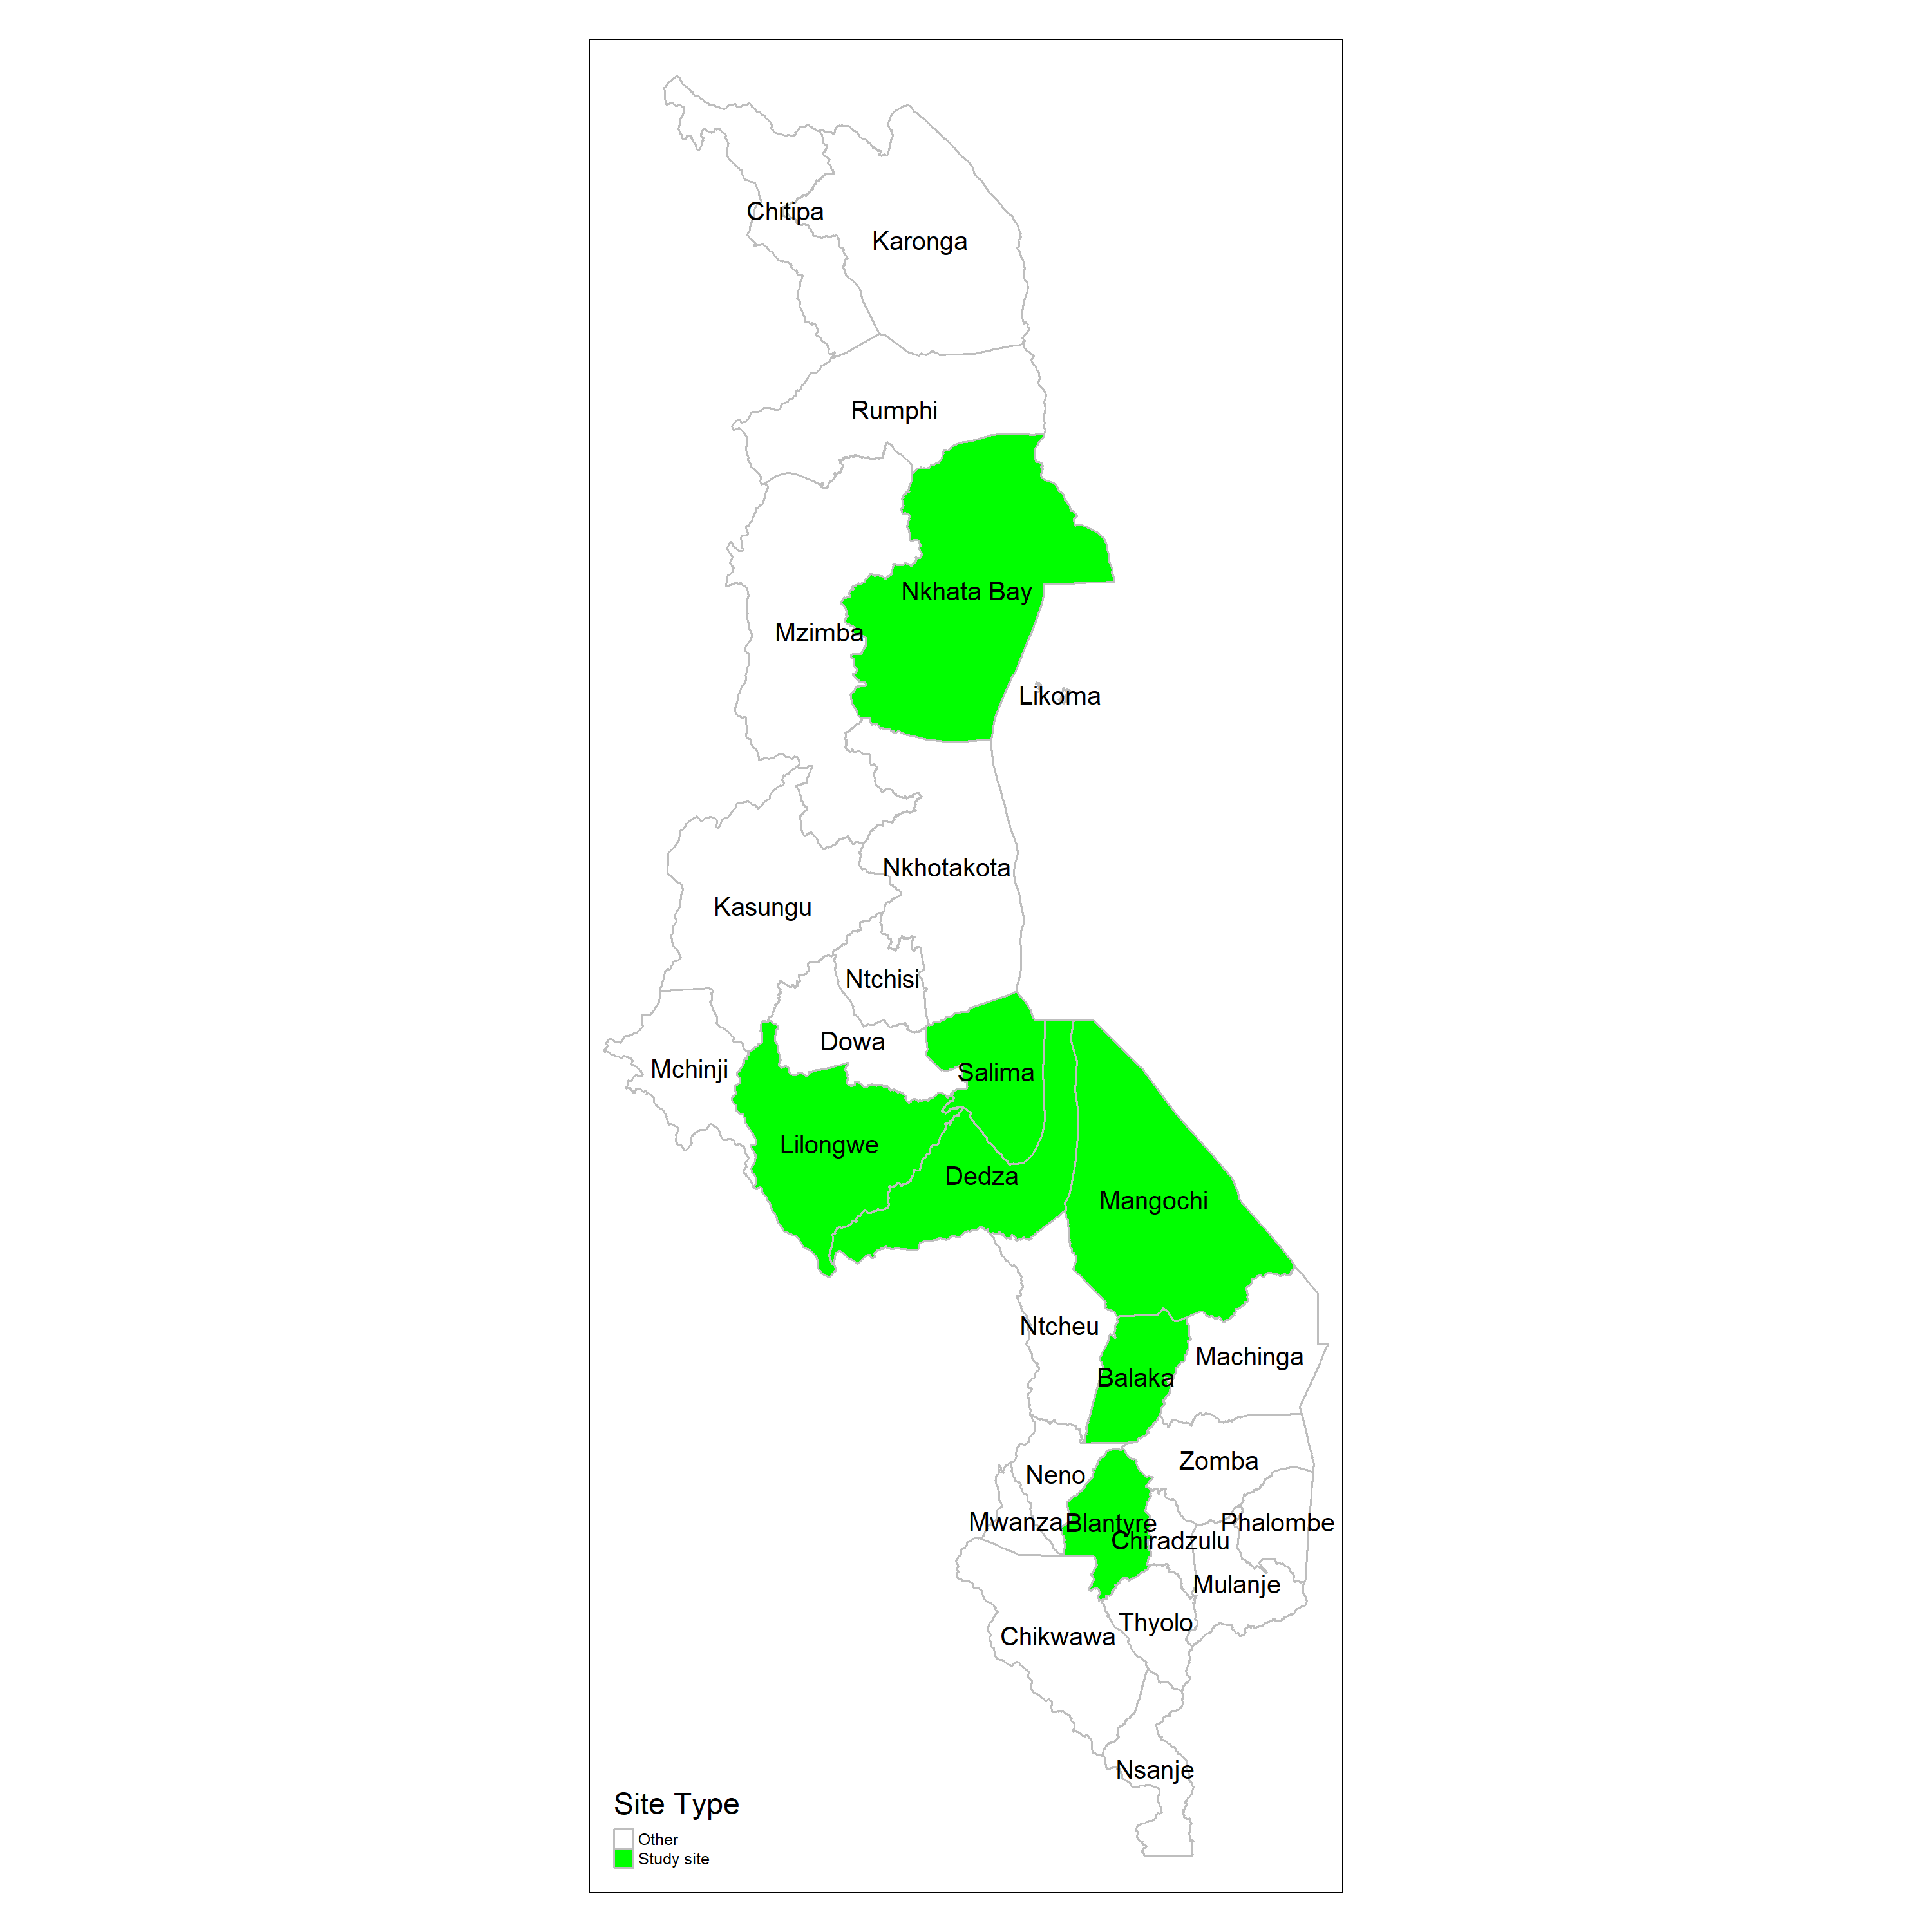 Chitipa
Karonga
Rumphi
Nkhata Bay
Mzimba
Likoma
Nkhotakota
Kasungu
Ntchisi
Dowa
Mchinji
Salima
Lilongwe
Dedza
Mangochi
Ntcheu
Machinga
Balaka
Zomba
Neno
Mwanza
Blantyre
Phalombe
Chiradzulu
Mulanje
Thyolo
Chikwawa
Nsanje
Site Type
Other
Study site